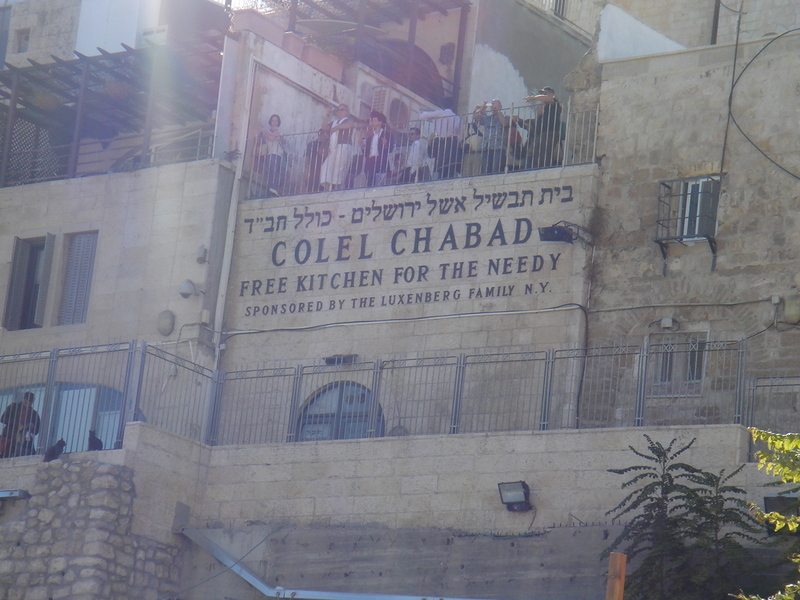 בית תבשיל אשל ירושלים - כולל חב"ד
COLEL CHABAD
FREE KITCHEN FOR THE NEEDY
SPONSORED BY THE LUXENBERG FAMILY N.Y.